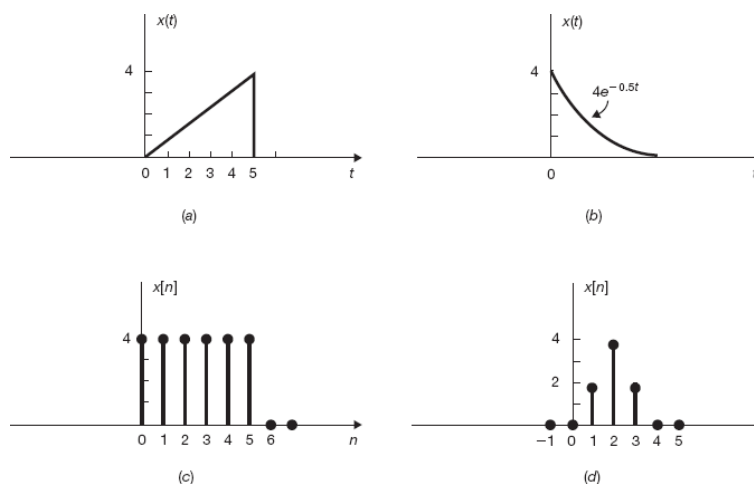 x(t)
4
0 1 2 3 4 5 t
(a)
x(t)
4
4e^{-0.5t}
0
t
(b)
x[n]
4
0 1 2 3 4 5 6 n
(c)
x[n]
4
2
−1 0 1 2 3 4 5
(d)